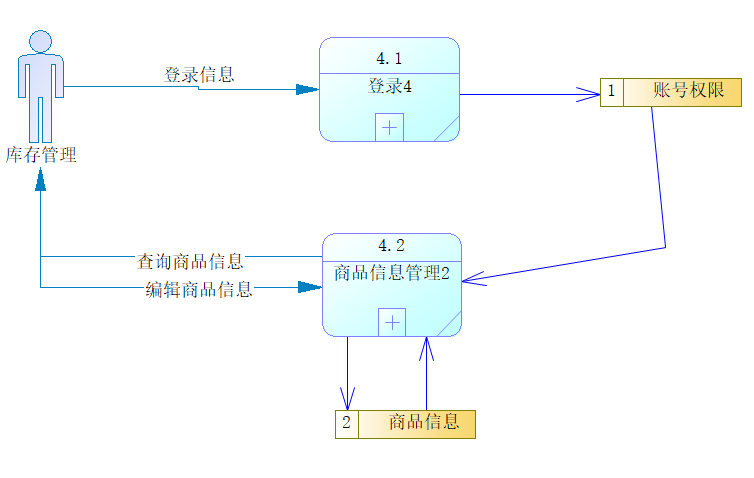 4.1
登录信息
登录4
1
账号权限
库存管理
4.2
查询商品信息
商品信息管理2
编辑商品信息
2
商品信息